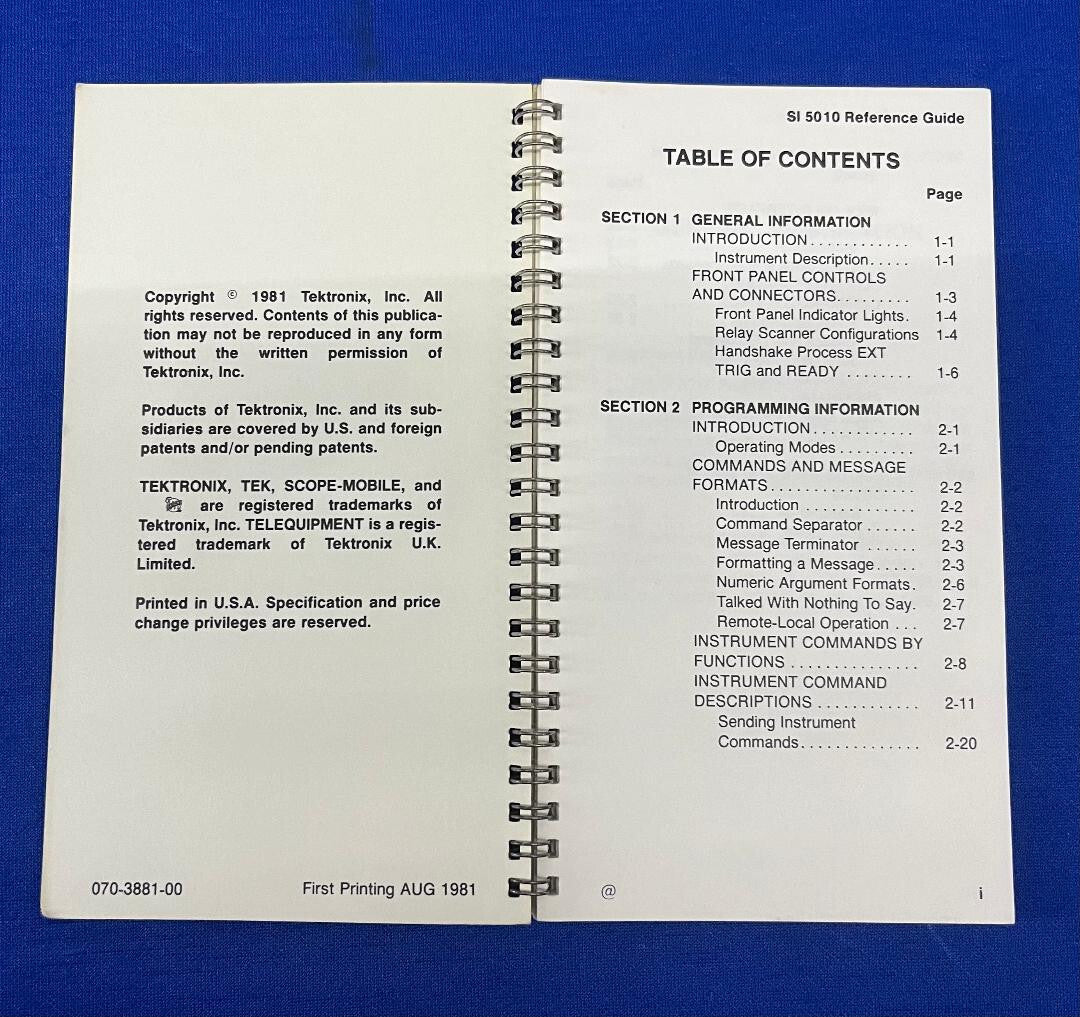 Copyright © 1981 Tektronix, Inc. All
rights reserved. Contents of this publica-
tion may not be reproduced in any form
without the written permission of
Tektronix, Inc.
Products of Tektronix, Inc. and its sub-
sidiaries are covered by U.S. and foreign
patents and/or pending patents.
TEKTRONIX, TEK, SCOPE-MOBILE, and
are registered trademarks of
Tektronix, Inc. TELEQUIPMENT is a regis-
tered trademark of Tektronix U.K.
Limited.
Printed in U.S.A. Specification and price
change privileges are reserved.
070-3881-00 First Printing AUG 1981
SI 5010 Reference Guide
TABLE OF CONTENTS
Page
SECTION 1 GENERAL INFORMATION
INTRODUCTION............ 1-1
Instrument Description..... 1-1
FRONT PANEL CONTROLS
AND CONNECTORS......... 1-3
Front Panel Indicator Lights. 1-4
Relay Scanner Configurations 1-4
Handshake Process EXT
TRIG and READY ........ 1-6
SECTION 2 PROGRAMMING INFORMATION
INTRODUCTION............ 2-1
Operating Modes......... 2-1
COMMANDS AND MESSAGE
FORMATS................. 2-2
Introduction ............. 2-2
Command Separator ...... 2-2
Message Terminator ...... 2-3
Formatting a Message..... 2-3
Numeric Argument Formats. 2-6
Talked With Nothing To Say. 2-7
Remote-Local Operation ... 2-7
INSTRUMENT COMMANDS BY
FUNCTIONS ............... 2-8
INSTRUMENT COMMAND
DESCRIPTIONS ............ 2-11
Sending Instrument
Commands.............. 2-20
@ i